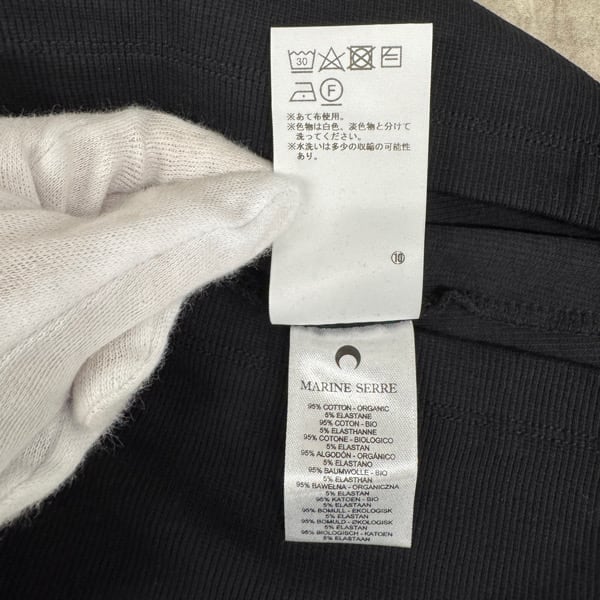 30
F
※あて布使用。
※色物は白色、淡色物と分けて
洗ってください。
※水洗いは多少の収縮の可能性
あり。
⑩
MARINE SERRE
95% COTTON - ORGANIC
5% ELASTANE
95% COTON - BIO
5% ELASTHANNE
95% COTONE - BIOLOGICO
5% ELASTAN
95% ALGODÓN - ORGÁNICO
5% ELASTANO
95% BAUMWOLLE - BIO
5% ELASTHAN
95% BAWEŁNA - ORGANICZNA
5% ELASTAN
95% KATOEN - BIO
5% ELASTAAN
95% BOMULL - EKOLOGISK
5% ELASTAN
95% BOMULD - ØKOLOGISK
5% ELASTAN
95% BIOLOGISCH - KATOEN
5% ELASTAAN